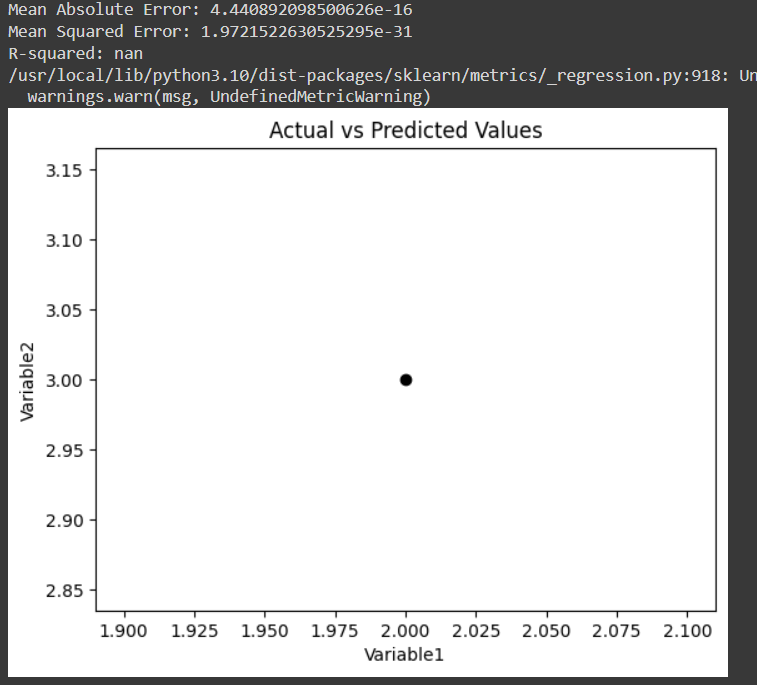 Mean Absolute Error: 4.440892098500626e-16
Mean Squared Error: 1.9721522630525295e-31
R-squared: nan
/usr/local/lib/python3.10/dist-packages/sklearn/metrics/_regression.py:918: Un
warnings.warn(msg, UndefinedMetricWarning)
Actual vs Predicted Values
3.15
3.10
3.05
3.00
2.95
2.90
2.85
Variable2
1.900 1.925 1.950 1.975 2.000 2.025 2.050 2.075 2.100
Variable1